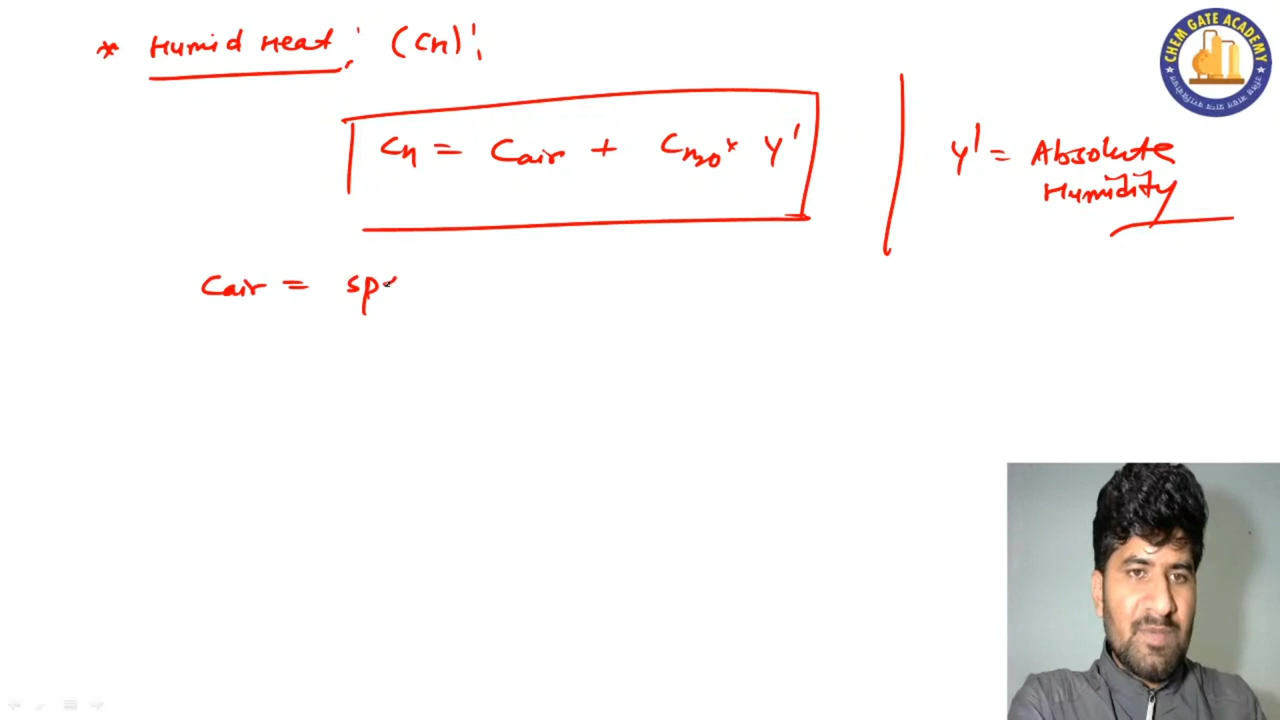 * Humid Heat: (CH)':
CH = Cair + CH2O * Y'
Y' = Absolute
Humidity
Cair = sp
CHEM GATE ACADEMY